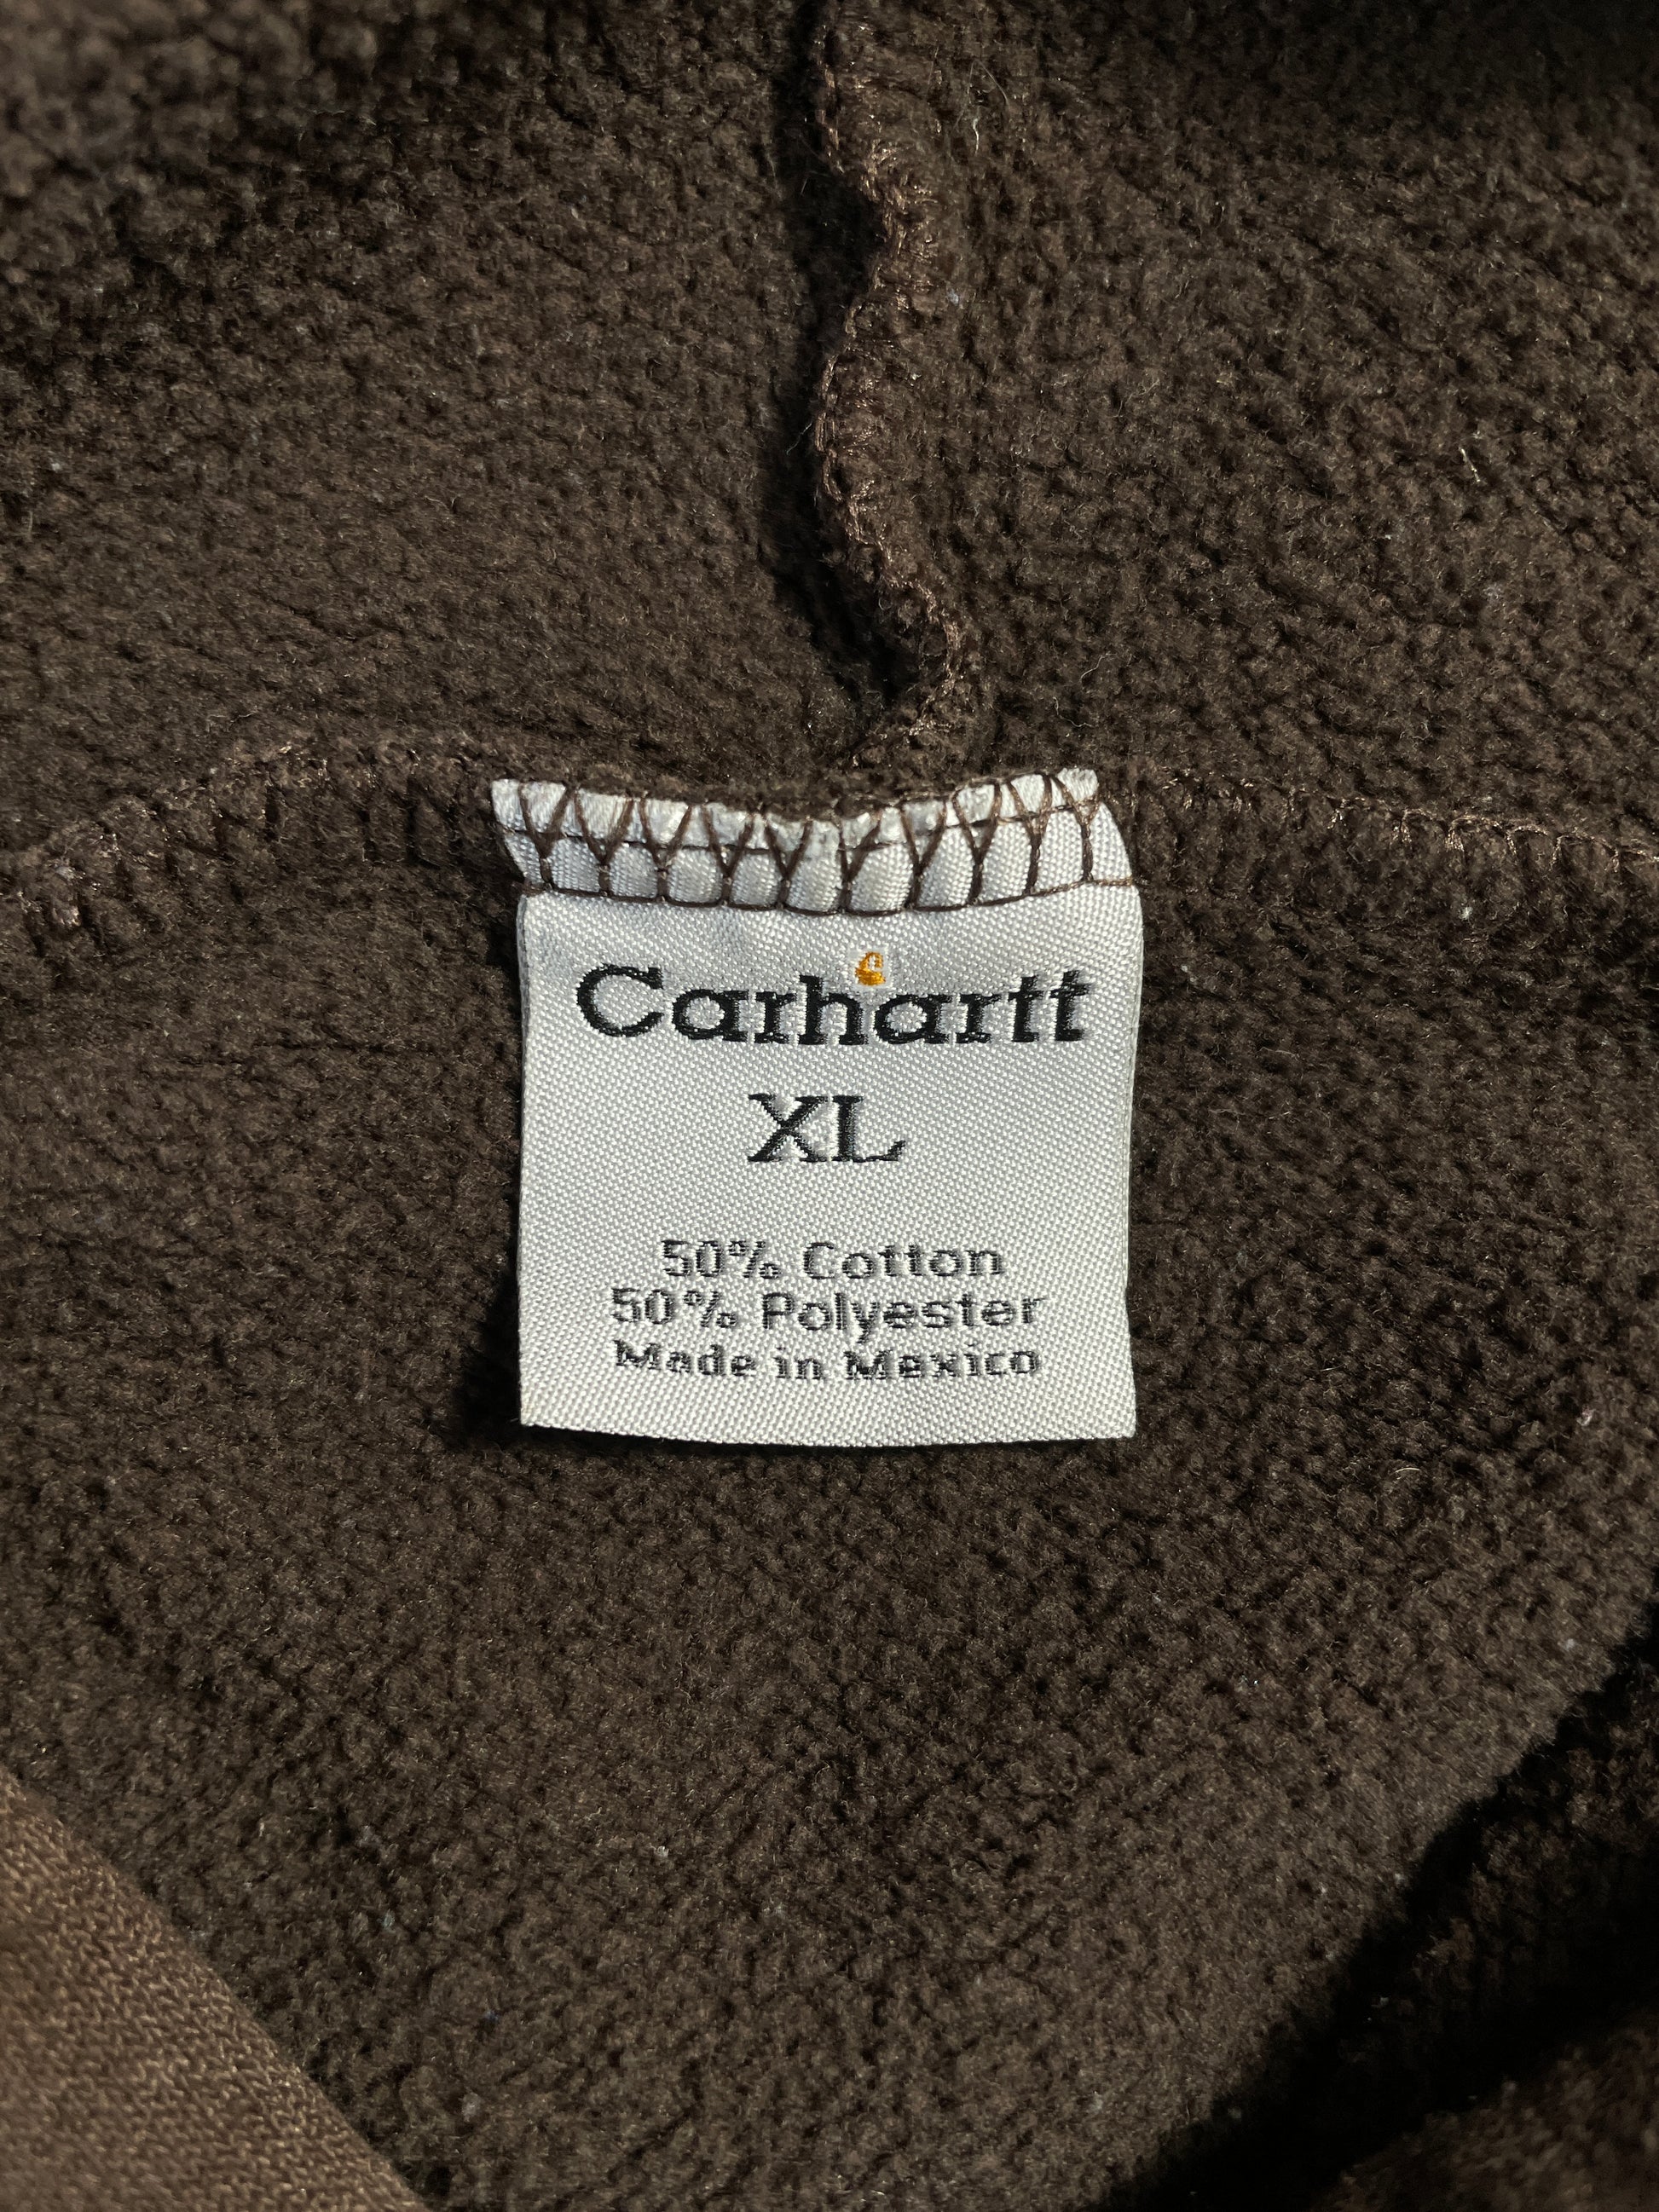 Carhartt
XL
50% Cotton
50% Polyester
Made in Mexico